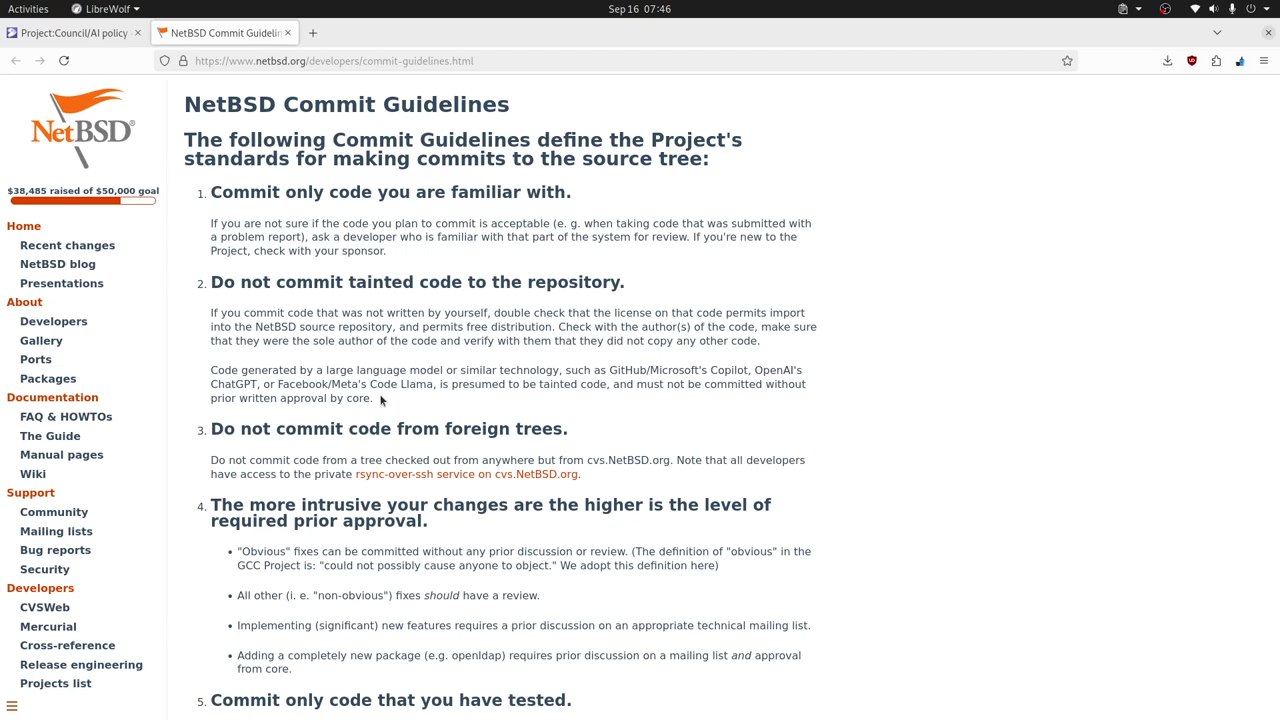 Activities
LibreWolf
Sep 16 07:46
Project:Council/AI policy
NetBSD Commit Guidelin
https://www.netbsd.org/developers/commit-guidelines.html
NetBSD
$38,485 raised of $50,000 goal
Home
Recent changes
NetBSD blog
Presentations
About
Developers
Gallery
Ports
Packages
Documentation
FAQ & HOWTOs
The Guide
Manual pages
Wiki
Support
Community
Mailing lists
Bug reports
Security
Developers
CVSWeb
Mercurial
Cross-reference
Release engineering
Projects list
NetBSD Commit Guidelines
The following Commit Guidelines define the Project's
standards for making commits to the source tree:
1. Commit only code you are familiar with.
If you are not sure if the code you plan to commit is acceptable (e. g. when taking code that was submitted with
a problem report), ask a developer who is familiar with that part of the system for review. If you're new to the
Project, check with your sponsor.
2. Do not commit tainted code to the repository.
If you commit code that was not written by yourself, double check that the license on that code permits import
into the NetBSD source repository, and permits free distribution. Check with the author(s) of the code, make sure
that they were the sole author of the code and verify with them that they did not copy any other code.
Code generated by a large language model or similar technology, such as GitHub/Microsoft's Copilot, OpenAI's
ChatGPT, or Facebook/Meta's Code Llama, is presumed to be tainted code, and must not be committed without
prior written approval by core.
3. Do not commit code from foreign trees.
Do not commit code from a tree checked out from anywhere but from cvs.NetBSD.org. Note that all developers
have access to the private rsync-over-ssh service on cvs.NetBSD.org.
4. The more intrusive your changes are the higher is the level of
required prior approval.
• "Obvious" fixes can be committed without any prior discussion or review. (The definition of "obvious" in the
GCC Project is: "could not possibly cause anyone to object." We adopt this definition here)
• All other (i. e. "non-obvious") fixes should have a review.
• Implementing (significant) new features requires a prior discussion on an appropriate technical mailing list.
• Adding a completely new package (e.g. openldap) requires prior discussion on a mailing list and approval
from core.
5. Commit only code that you have tested.